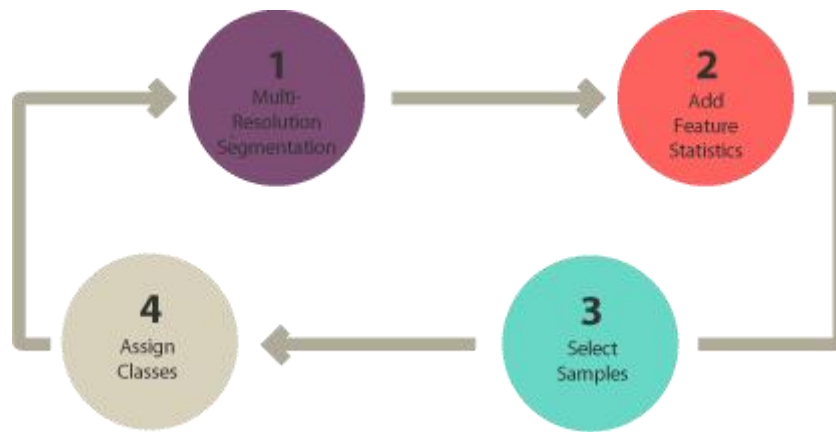 1
Multi-
Resolution
Segmentation
2
Add
Feature
Statistics
3
Select
Samples
4
Assign
Classes